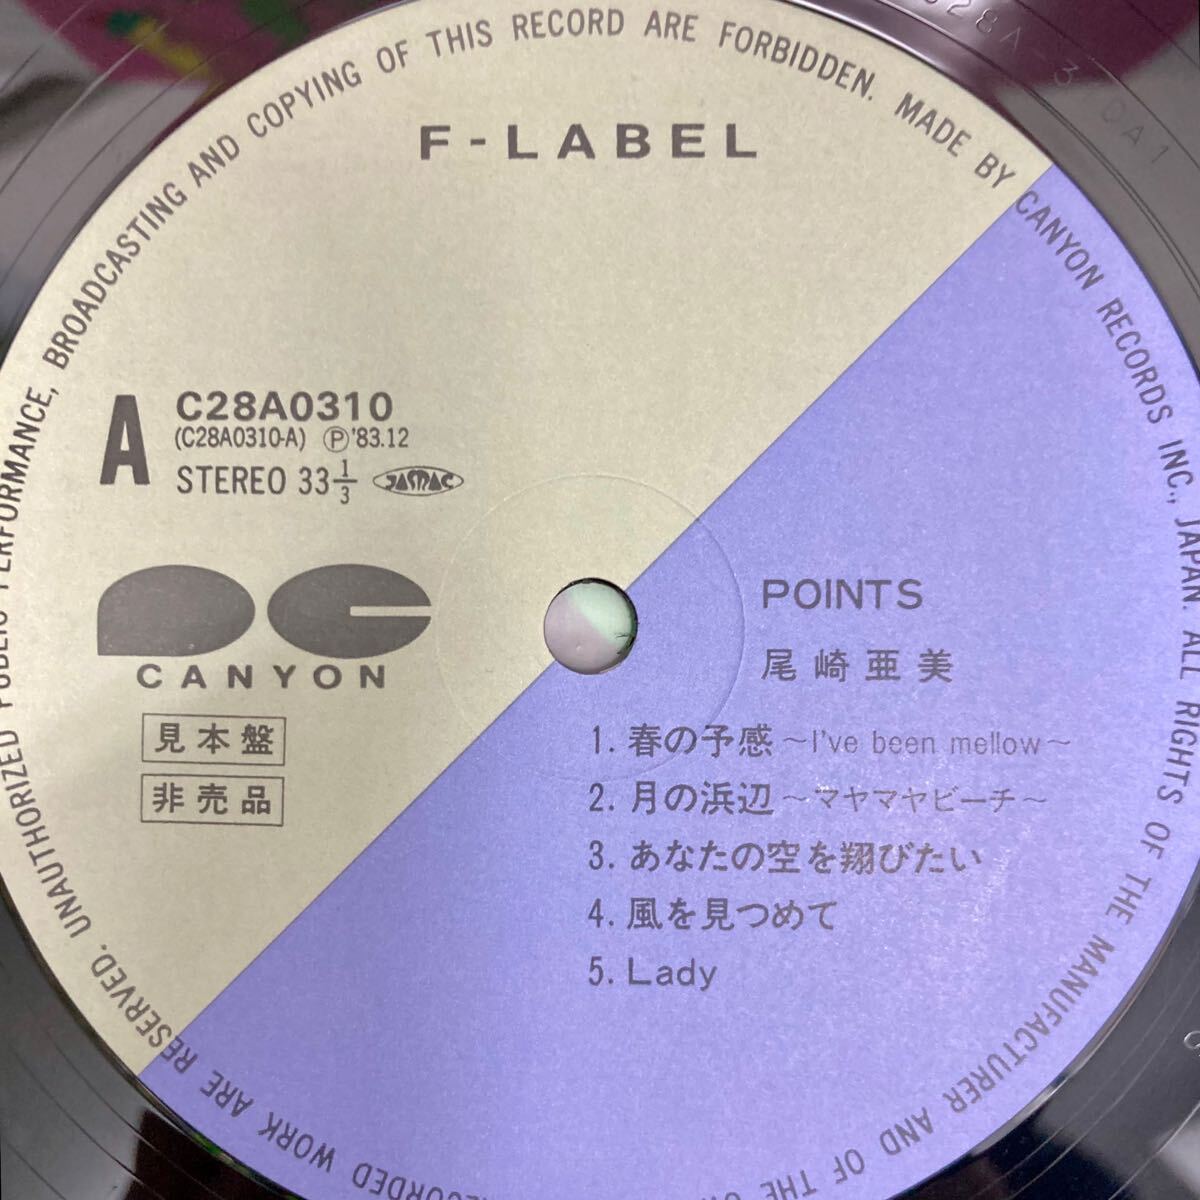 UNAUTHORIZED PUBLIC PERFORMANCE, BROADCASTING AND COPYING OF THIS RECORD ARE FORBIDDEN. MADE BY CANYON RECORDS INC., JAPAN. ALL RIGHTS OF THE MANUFACTURER AND OF THE
RECORDED WORK ARE RESERVED.
F-LABEL
A
C28A0310
(C28A0310-A) Ⓟ'83.12
STEREO 33 1/3 JASRAC
CANYON
見本盤
非売品
POINTS
尾崎亜美
1. 春の予感 ～I've been mellow～
2. 月の浜辺 ～マヤマヤビーチ～
3. あなたの空を翔びたい
4. 風を見つめて
5. Lady